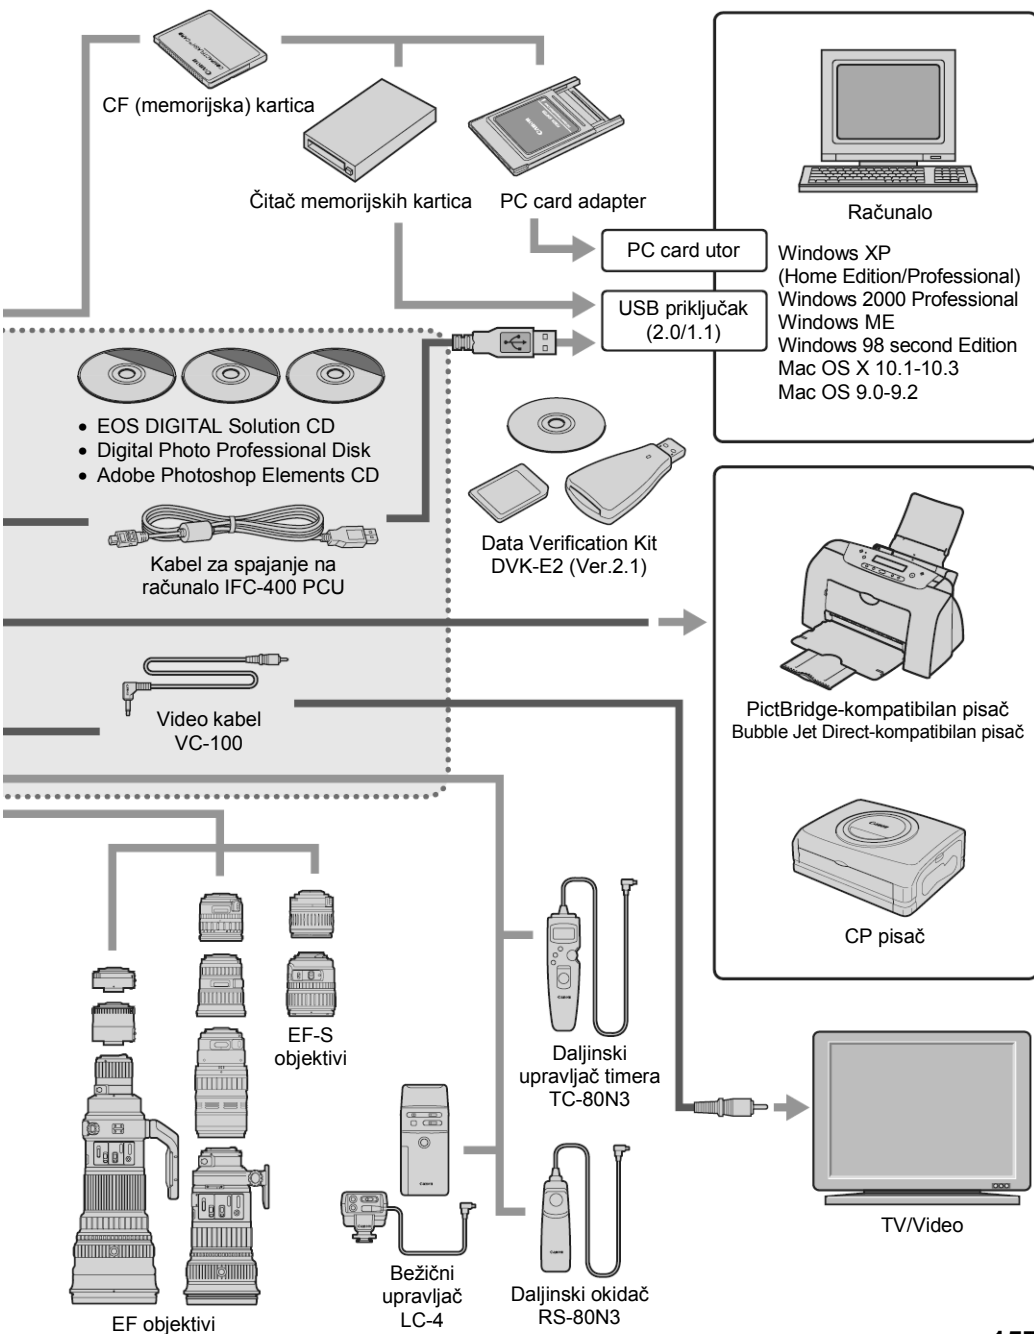 CF (memorijska) kartica
Čitač memorijskih kartica
PC card adapter
Računalo
PC card utor
USB priključak
(2.0/1.1)
Windows XP
(Home Edition/Professional)
Windows 2000 Professional
Windows ME
Windows 98 second Edition
Mac OS X 10.1-10.3
Mac OS 9.0-9.2
• EOS DIGITAL Solution CD
• Digital Photo Professional Disk
• Adobe Photoshop Elements CD
Kabel za spajanje na
računalo IFC-400 PCU
Data Verification Kit
DVK-E2 (Ver.2.1)
Video kabel
VC-100
PictBridge-kompatibilan pisač
Bubble Jet Direct-kompatibilan pisač
CP pisač
EF-S
objektivi
Daljinski
upravljač timera
TC-80N3
TV/Video
Bežični
upravljač
LC-4
Daljinski okidač
RS-80N3
EF objektivi